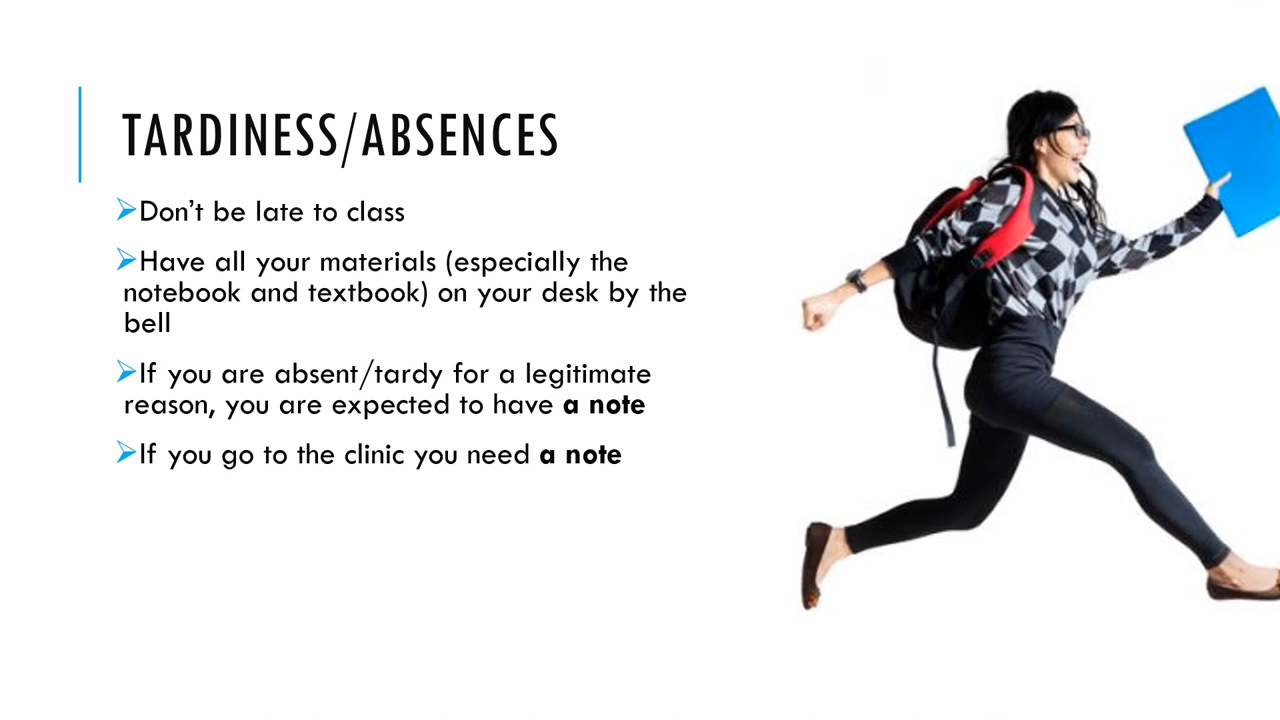 TARDINESS/ABSENCES
Don’t be late to class
Have all your materials (especially the
notebook and textbook) on your desk by the
bell
If you are absent/tardy for a legitimate
reason, you are expected to have a note
If you go to the clinic you need a note